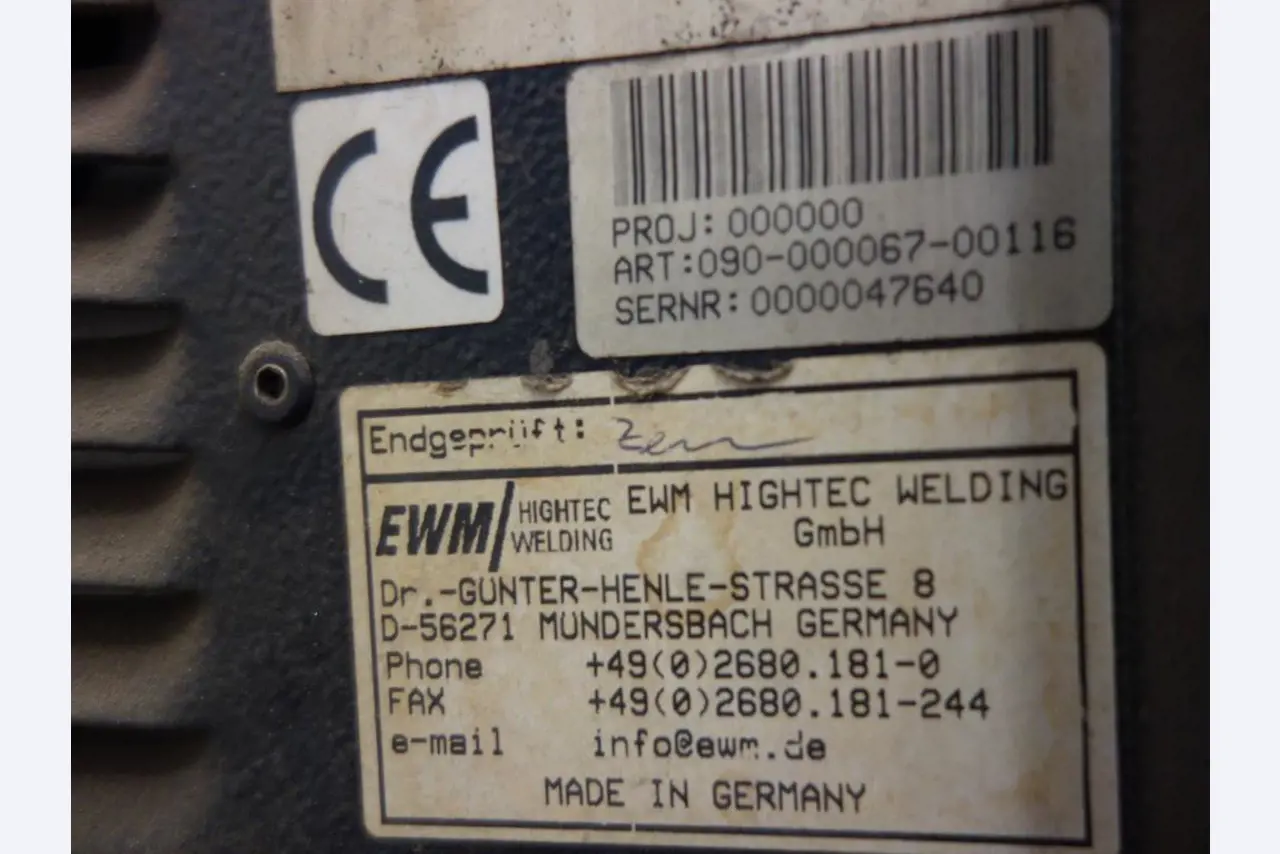 CE
PROJ: 000000
ART:090-000067-00116
SERNR: 0000047640
Endgeprüft:
EWM HIGHTEC WELDING
EWM HIGHTEC WELDING
GmbH
Dr.-GÜNTER-HENLE-STRASSE 8
D-56271 MÜNDERSBACH GERMANY
Phone +49(0)2680.181-0
FAX +49(0)2680.181-244
e-mail info@ewm.de
MADE IN GERMANY